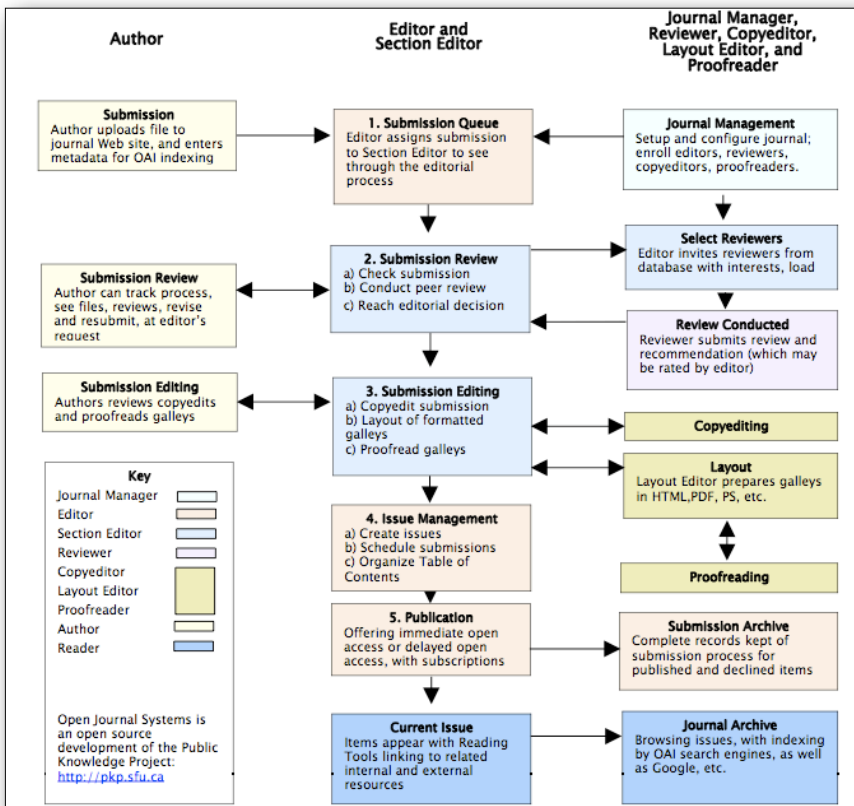 Author
Editor and
Section Editor
Journal Manager,
Reviewer, Copyeditor,
Layout Editor, and
Proofreader
Submission
Author uploads file to
journal Web site, and enters
metadata for OAI indexing
1. Submission Queue
Editor assigns submission
to Section Editor to see
through the editorial
process
Journal Management
Setup and configure journal;
enroll editors, reviewers,
copyeditors, proofreaders.
Submission Review
Author can track process,
see files, reviews, revise
and resubmit, at editor's
request
2. Submission Review
a) Check submission
b) Conduct peer review
c) Reach editorial decision
Select Reviewers
Editor invites reviewers from
database with interests, load
Review Conducted
Reviewer submits review and
recommendation (which may
be rated by editor)
Submission Editing
Authors reviews copyedits
and proofreads galleys
3. Submission Editing
a) Copyedit submission
b) Layout of formatted
galleys
c) Proofread galleys
Copyediting
Layout
Layout Editor prepares galleys
in HTML,PDF, PS, etc.
Proofreading
Key
Journal Manager
Editor
Section Editor
Reviewer
Copyeditor
Layout Editor
Proofreader
Author
Reader
Open Journal Systems is
an open source
development of the Public
Knowledge Project:
http://pkp.sfu.ca
4. Issue Management
a) Create issues
b) Schedule submissions
c) Organize Table of
Contents
5. Publication
Offering immediate open
access or delayed open
access, with subscriptions
Submission Archive
Complete records kept of
submission process for
published and declined items
Current Issue
Items appear with Reading
Tools linking to related
internal and external
resources
Journal Archive
Browsing issues, with indexing
by OAI search engines, as well
as Google, etc.